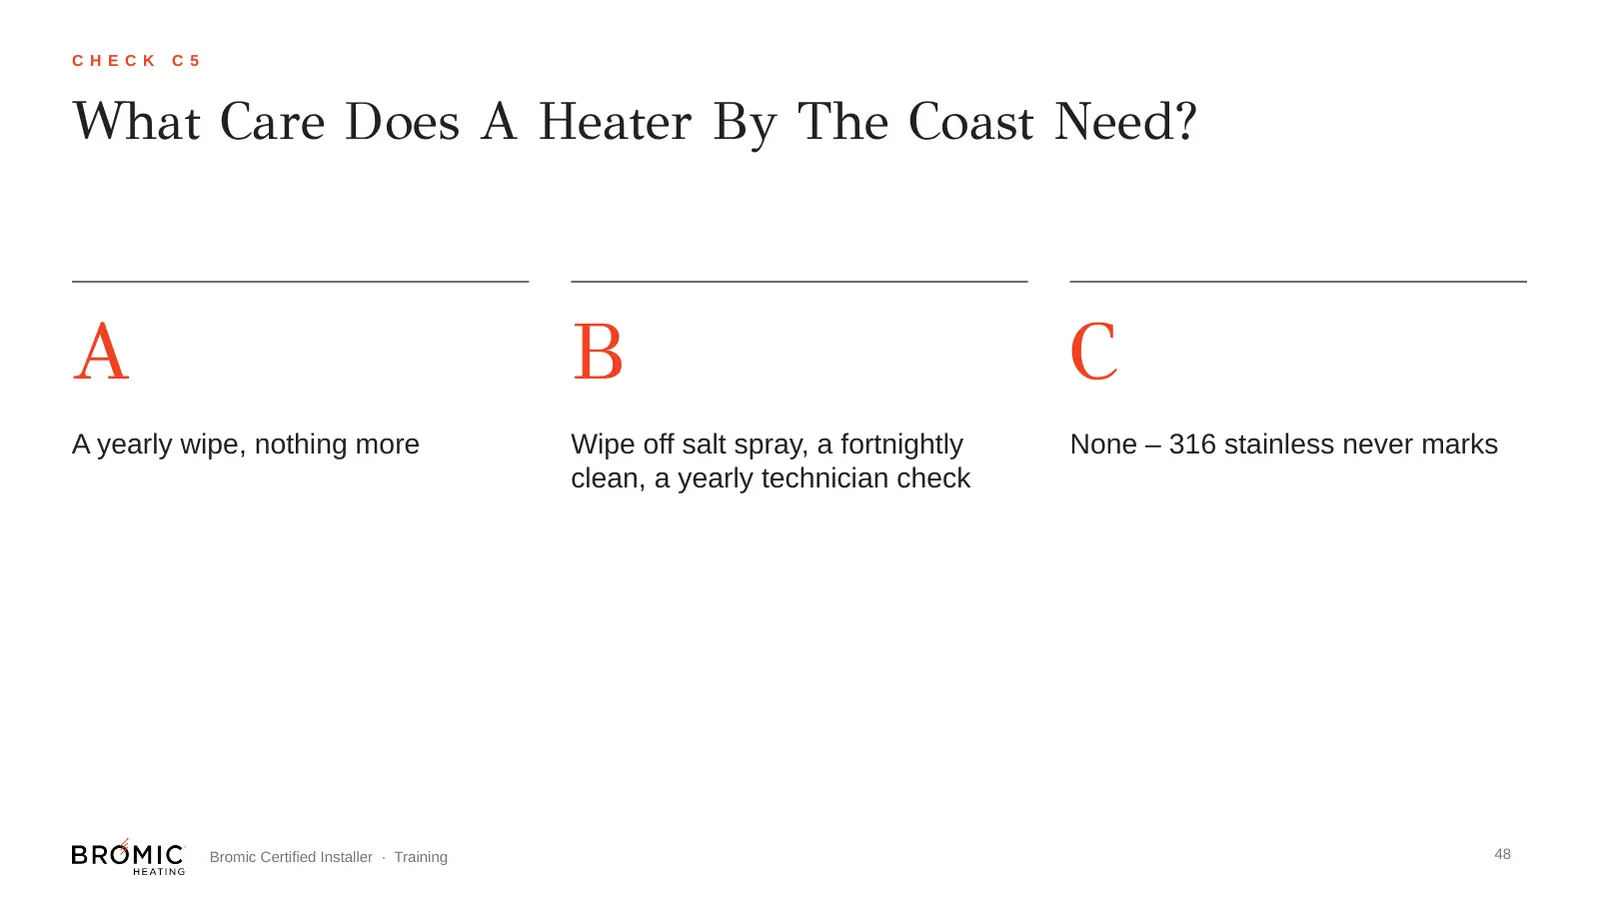 CHECK C5
What Care Does A Heater By The Coast Need?
A
A yearly wipe, nothing more
B
Wipe off salt spray, a fortnightly
clean, a yearly technician check
C
None – 316 stainless never marks
BROMIC
HEATING
Bromic Certified Installer · Training
48